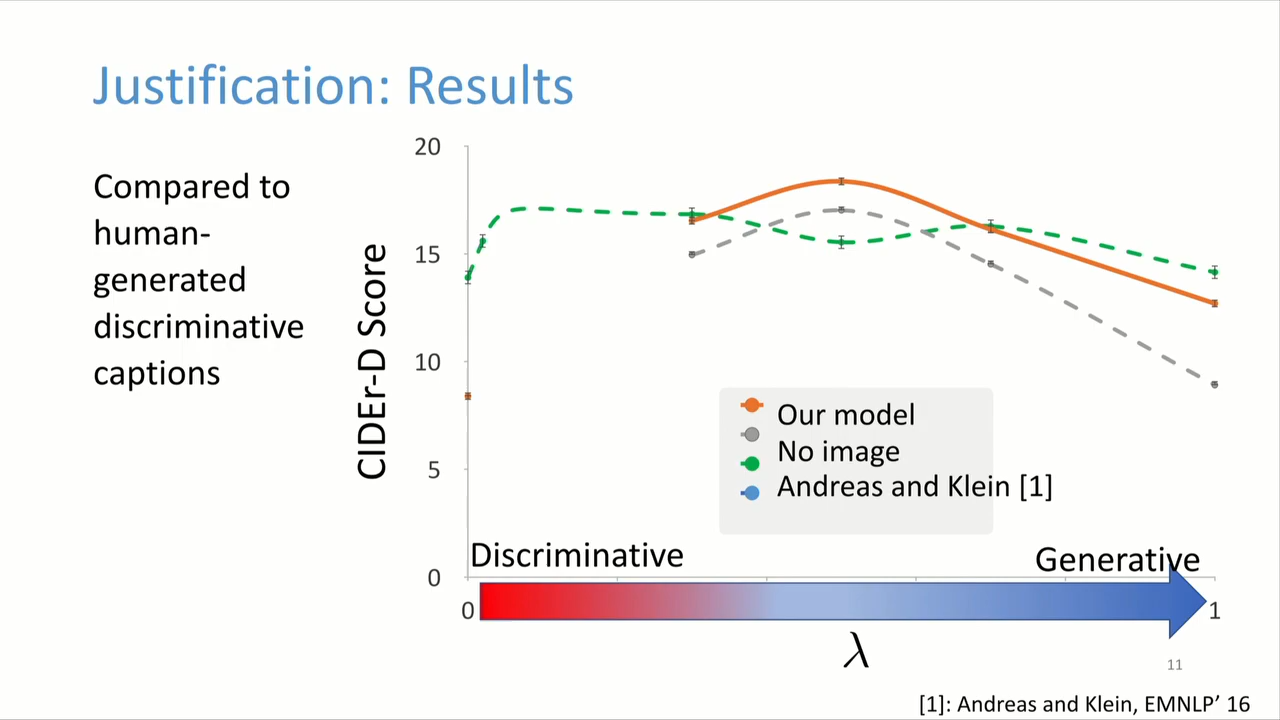 Justification: Results
Compared to
human-
generated
discriminative
captions
CIDEr-D Score
20
15
10
5
0
Our model
No image
Andreas and Klein [1]
Discriminative
Generative
0
1
λ
11
[1]: Andreas and Klein, EMNLP’ 16